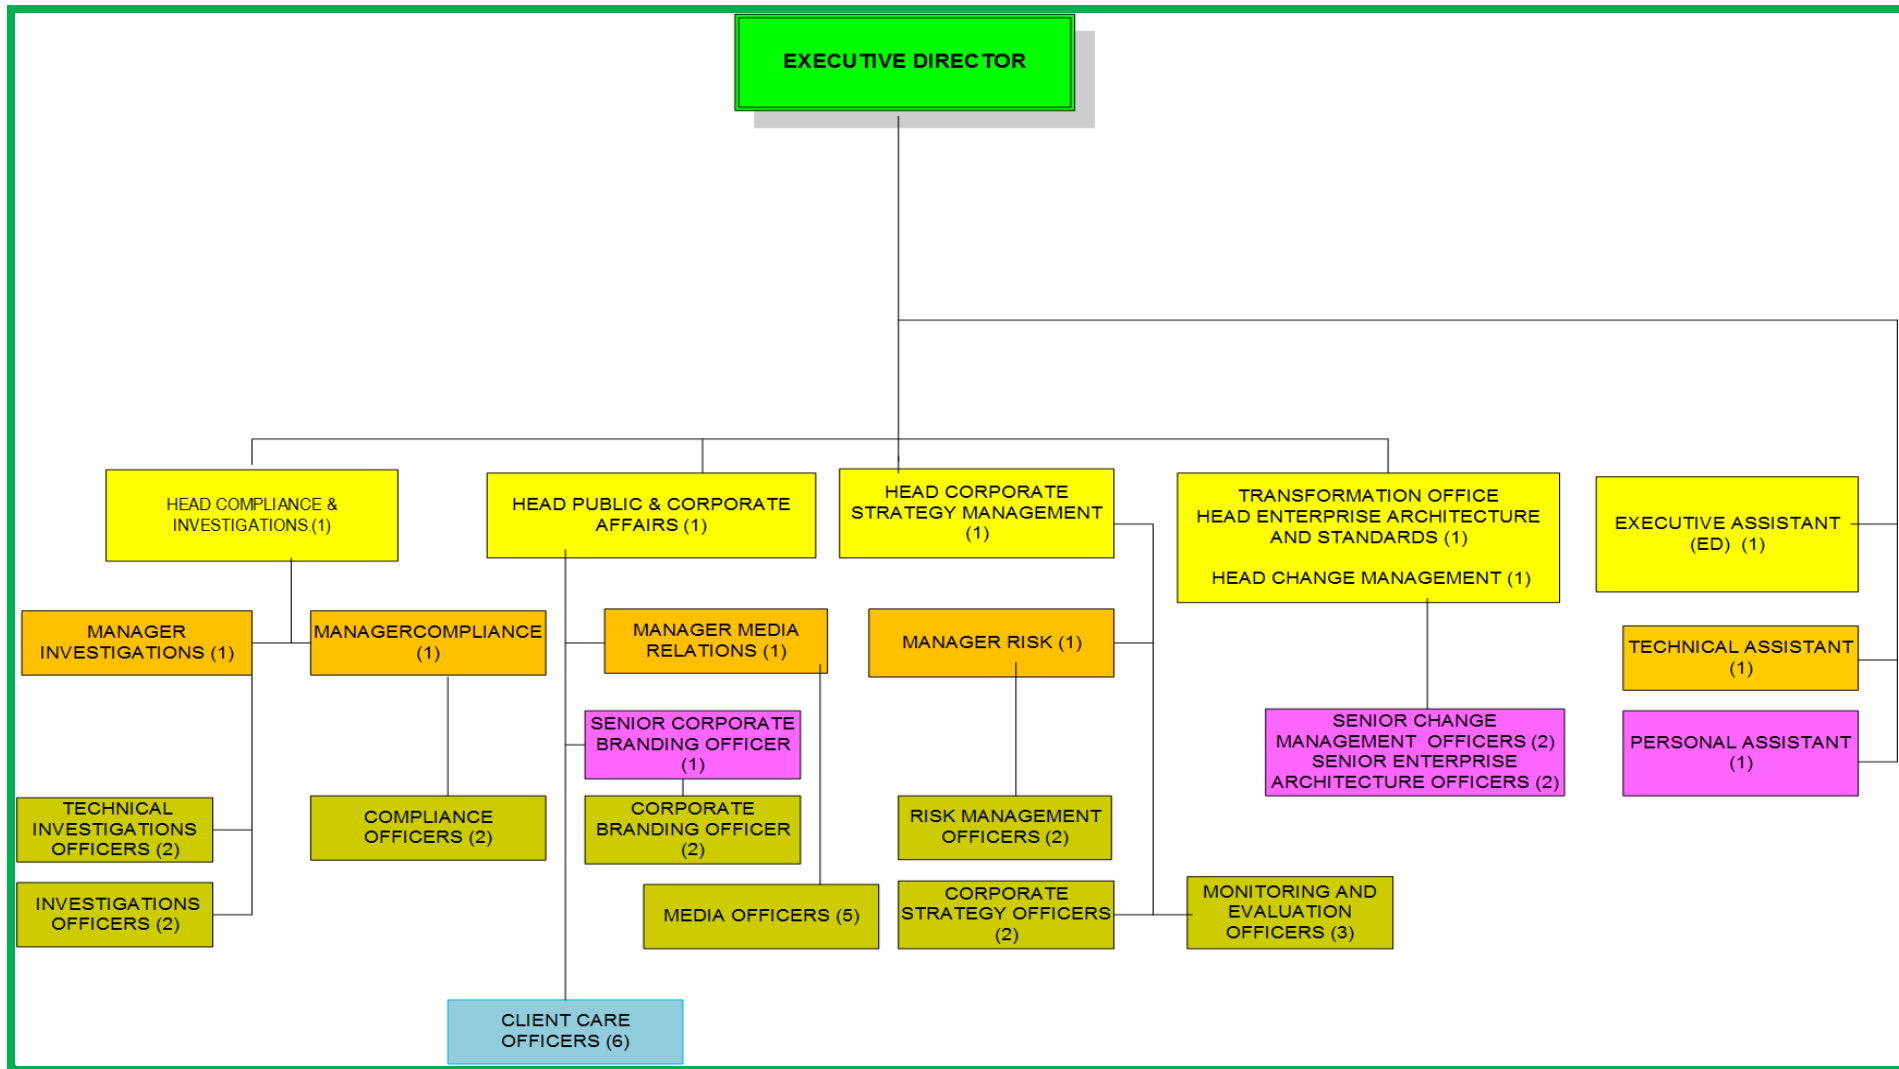 EXECUTIVE DIRECTOR
HEAD COMPLIANCE &
INVESTIGATIONS (1)
HEAD PUBLIC & CORPORATE
AFFAIRS (1)
HEAD CORPORATE
STRATEGY MANAGEMENT
(1)
TRANSFORMATION OFFICE
HEAD ENTERPRISE ARCHITECTURE
AND STANDARDS (1)
HEAD CHANGE MANAGEMENT (1)
EXECUTIVE ASSISTANT
(ED) (1)
MANAGER
INVESTIGATIONS (1)
MANAGERCOMPLIANCE
(1)
MANAGER MEDIA
RELATIONS (1)
MANAGER RISK (1)
TECHNICAL ASSISTANT
(1)
SENIOR CORPORATE
BRANDING OFFICER
(1)
SENIOR CHANGE
MANAGEMENT OFFICERS (2)
SENIOR ENTERPRISE
ARCHITECTURE OFFICERS (2)
PERSONAL ASSISTANT
(1)
TECHNICAL
INVESTIGATIONS
OFFICERS (2)
COMPLIANCE
OFFICERS (2)
CORPORATE
BRANDING OFFICER
(2)
RISK MANAGEMENT
OFFICERS (2)
INVESTIGATIONS
OFFICERS (2)
MEDIA OFFICERS (5)
CORPORATE
STRATEGY OFFICERS
(2)
MONITORING AND
EVALUATION
OFFICERS (3)
CLIENT CARE
OFFICERS (6)